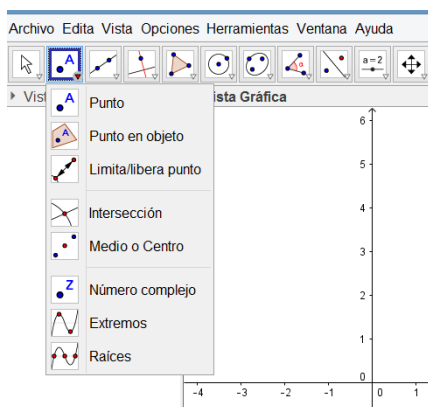 Archivo Edita Vista Opciones Herramientas Ventana Ayuda
A
α
a=2
Vist
ista Gráfica
A Punto
A Punto en objeto
Limita/libera punto
Intersección
Medio o Centro
Z Número complejo
Extremos
Raíces
6
5
4
3
2
1
0
-4 -3 -2 -1 0 1